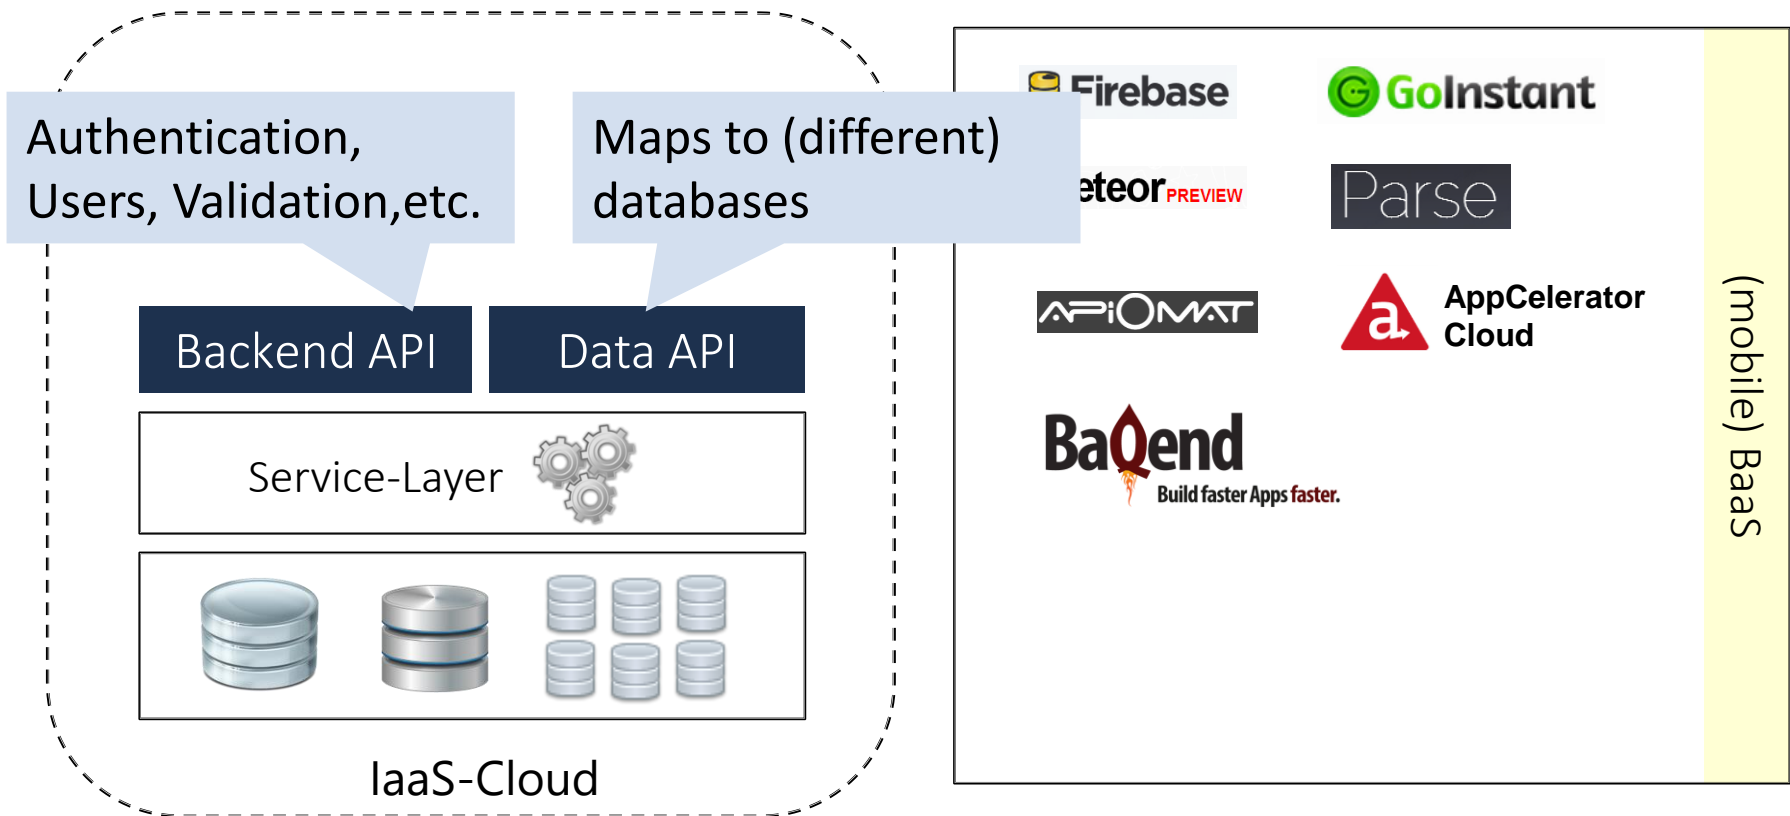 Authentication,
Users, Validation,etc.
Maps to (different)
databases
Backend API
Data API
Service-Layer
IaaS-Cloud
Firebase
GoInstant
eteor PREVIEW
Parse
APiOMAT
AppCelerator
Cloud
BaQend
Build faster Apps faster.
(mobile) BaaS